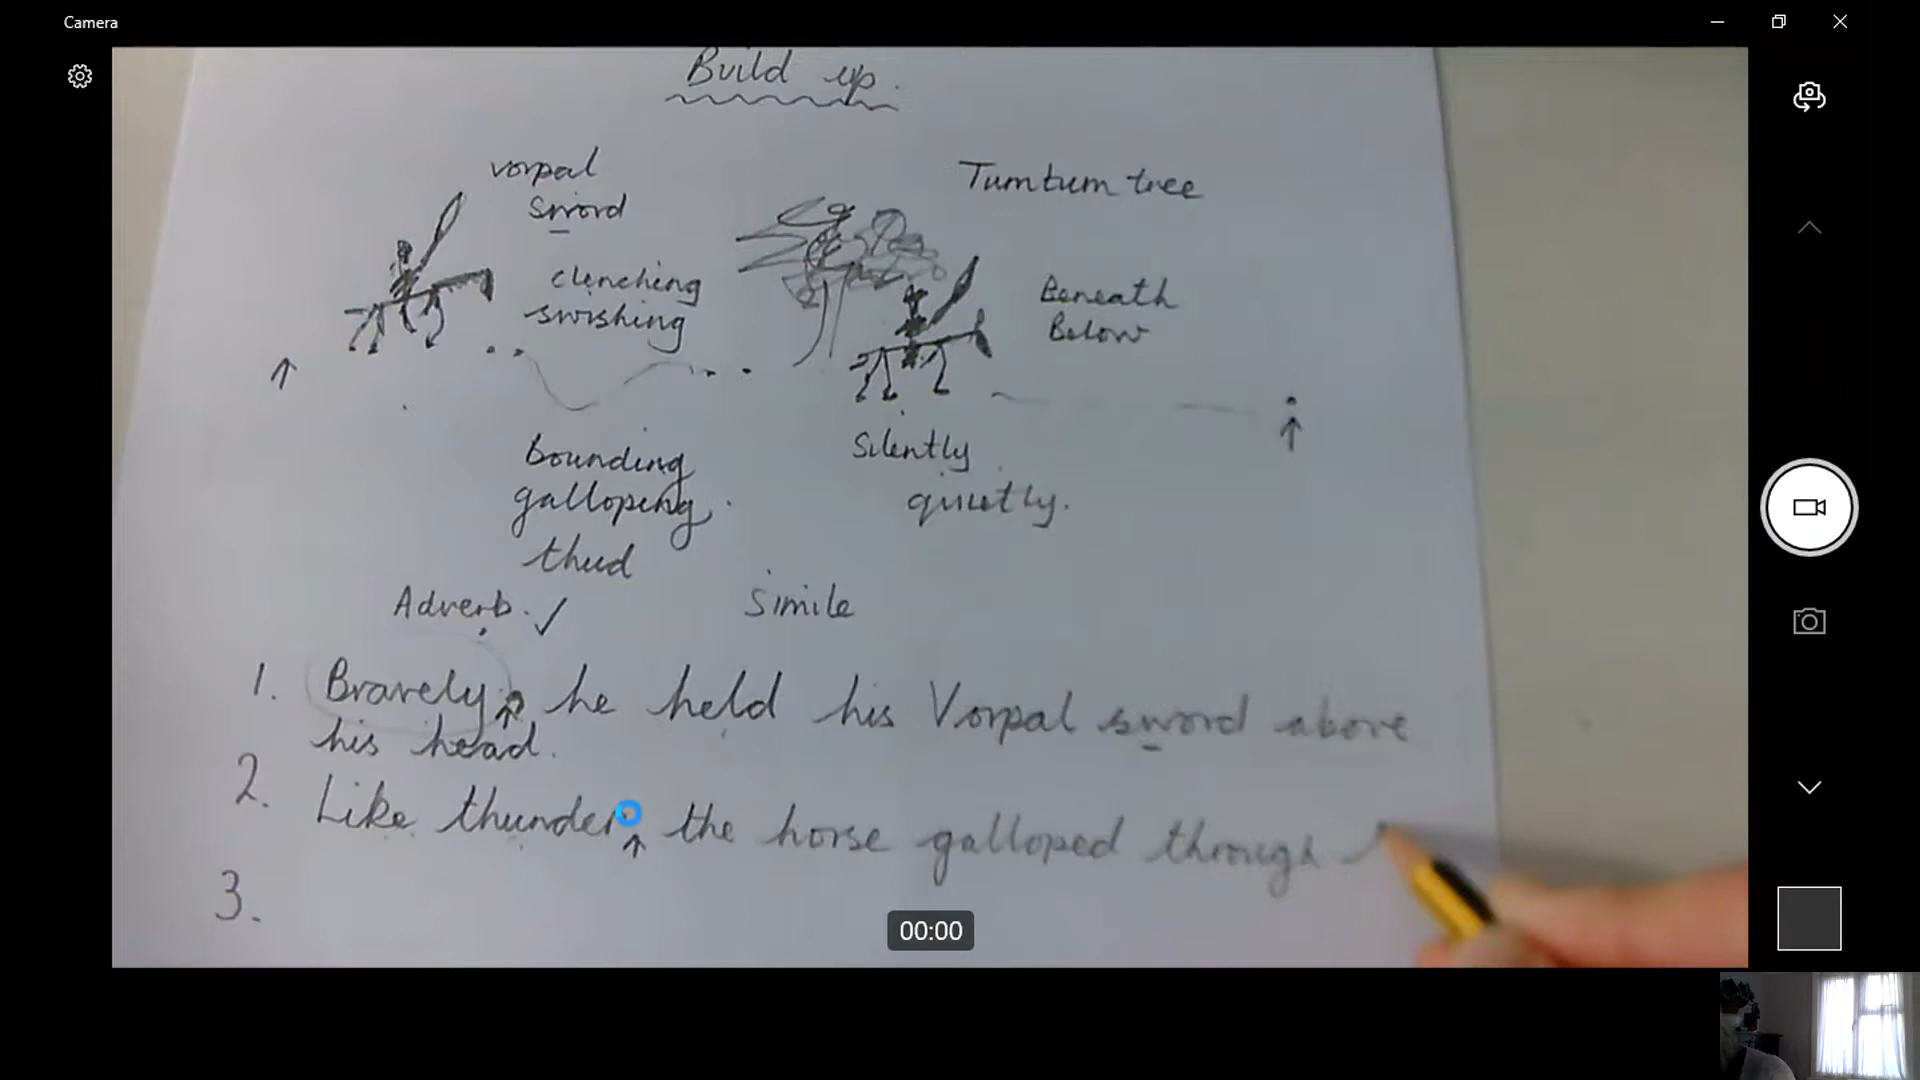 Camera
Build up.
vorpal
sword
Tumtum tree
clenching
swishing
Beneath
Below
bounding
galloping
thud
Silently
quietly.
Adverb. ✓
Simile
1. Bravely, he held his Vorpal sword above
his head.
2. Like thunder, the horse galloped through
3.
00:00